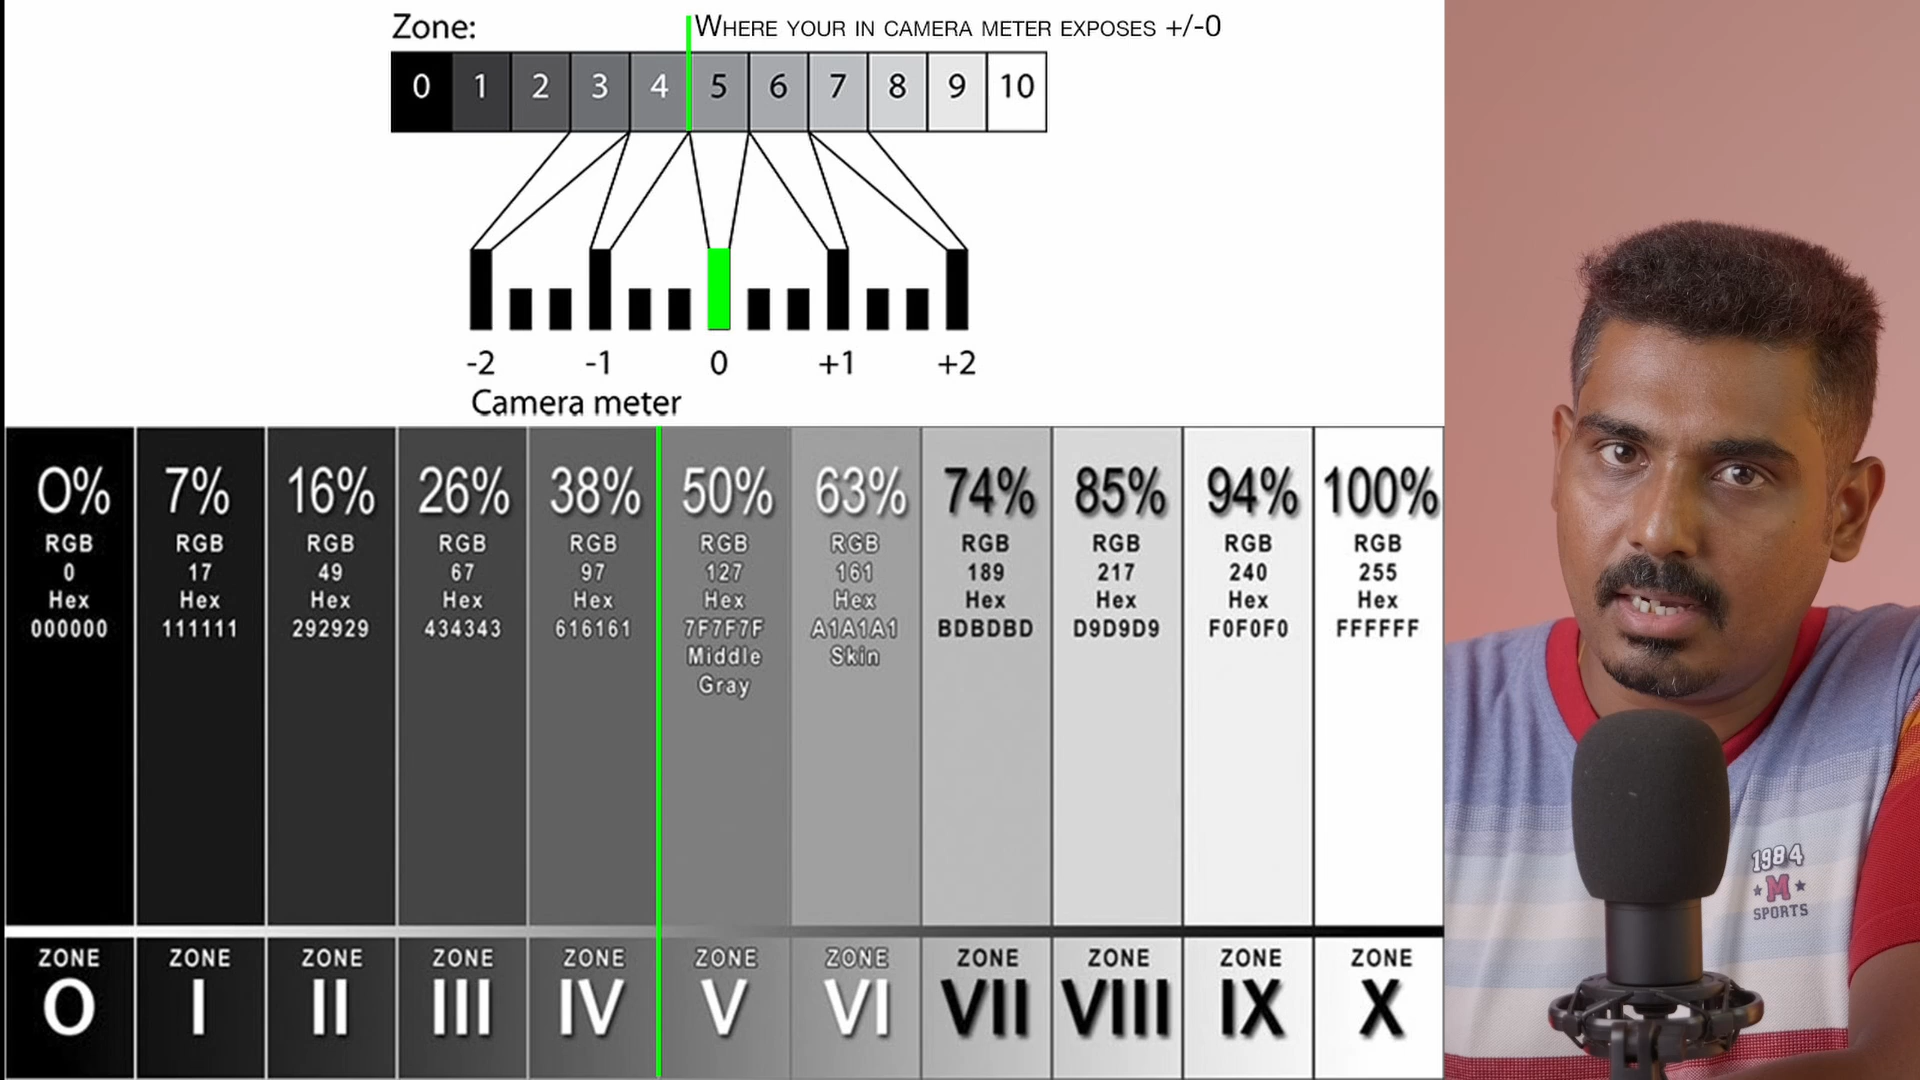 Zone:
WHERE YOUR IN CAMERA METER EXPOSES +/-0
0 1 2 3 4 5 6 7 8 9 10
-2 -1 0 +1 +2
Camera meter
0% 7% 16% 26% 38% 50% 63% 74% 85% 94% 100%
RGB RGB RGB RGB RGB RGB RGB RGB RGB RGB RGB
0 17 49 67 97 127 161 189 217 240 255
Hex Hex Hex Hex Hex Hex Hex Hex Hex Hex Hex
000000 111111 292929 434343 616161 7F7F7F A1A1A1 BDBDBD D9D9D9 F0F0F0 FFFFFF
Middle Skin
Gray
ZONE ZONE ZONE ZONE ZONE ZONE ZONE ZONE ZONE ZONE ZONE
O I II III IV V VI VII VIII IX X
1984
M
SPORTS